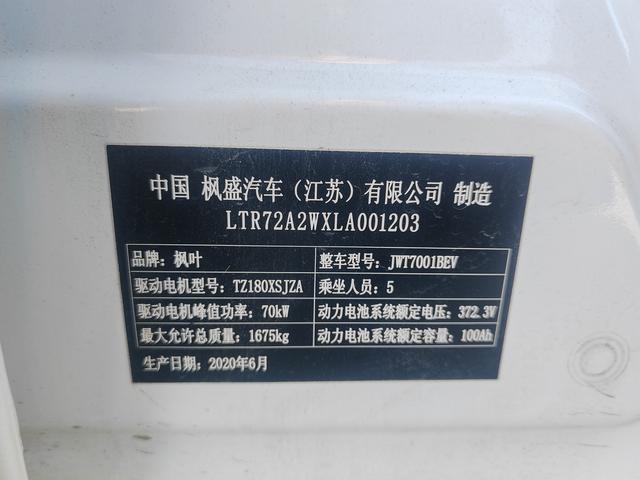 中国 枫盛汽车（江苏）有限公司 制造
LTR72A2WXLA001203
品牌：枫叶 整车型号：JWT7001BEV
驱动电机型号：TZ180XSJZA 乘坐人员：5
驱动电机峰值功率：70kW 动力电池系统额定电压：372.3V
最大允许总质量：1675kg 动力电池系统额定容量：100Ah
生产日期：2020年6月